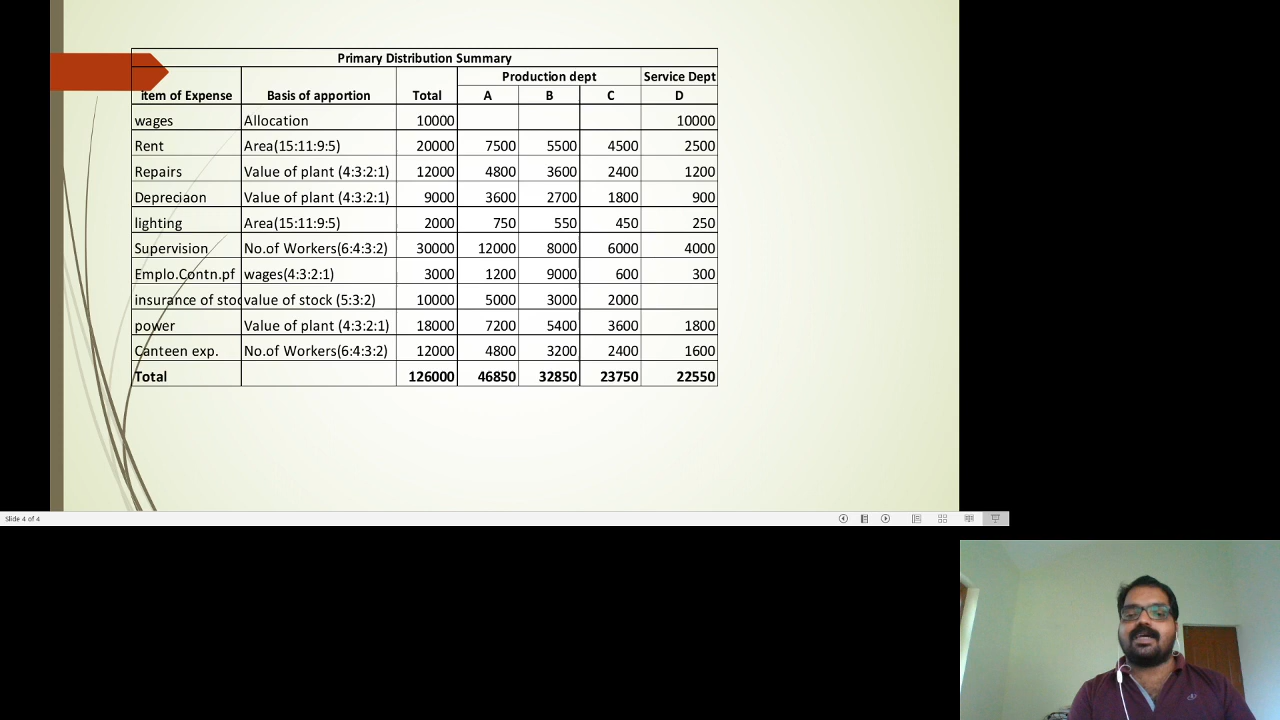 Primary Distribution Summary
Production dept Service Dept
item of Expense Basis of apportion Total A B C D
wages Allocation 10000 10000
Rent Area(15:11:9:5) 20000 7500 5500 4500 2500
Repairs Value of plant (4:3:2:1) 12000 4800 3600 2400 1200
Depreciaon Value of plant (4:3:2:1) 9000 3600 2700 1800 900
lighting Area(15:11:9:5) 2000 750 550 450 250
Supervision No.of Workers(6:4:3:2) 30000 12000 8000 6000 4000
Emplo.Contn.pf wages(4:3:2:1) 3000 1200 9000 600 300
insurance of stoc value of stock (5:3:2) 10000 5000 3000 2000
power Value of plant (4:3:2:1) 18000 7200 5400 3600 1800
Canteen exp. No.of Workers(6:4:3:2) 12000 4800 3200 2400 1600
Total 126000 46850 32850 23750 22550
Slide 4 of 4